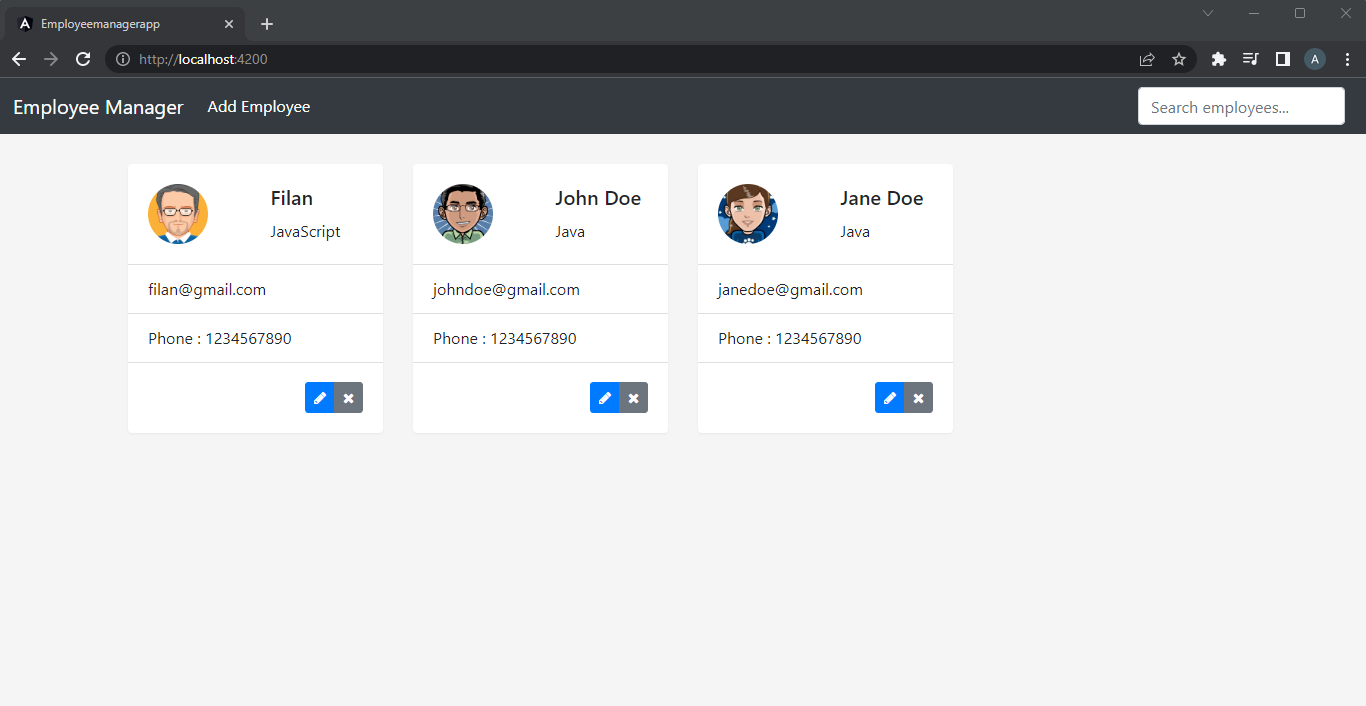 Employeemanagerapp
http://localhost:4200
A
Employee Manager Add Employee Search employees...
Filan
JavaScript
filan@gmail.com
Phone : 1234567890
John Doe
Java
johndoe@gmail.com
Phone : 1234567890
Jane Doe
Java
janedoe@gmail.com
Phone : 1234567890